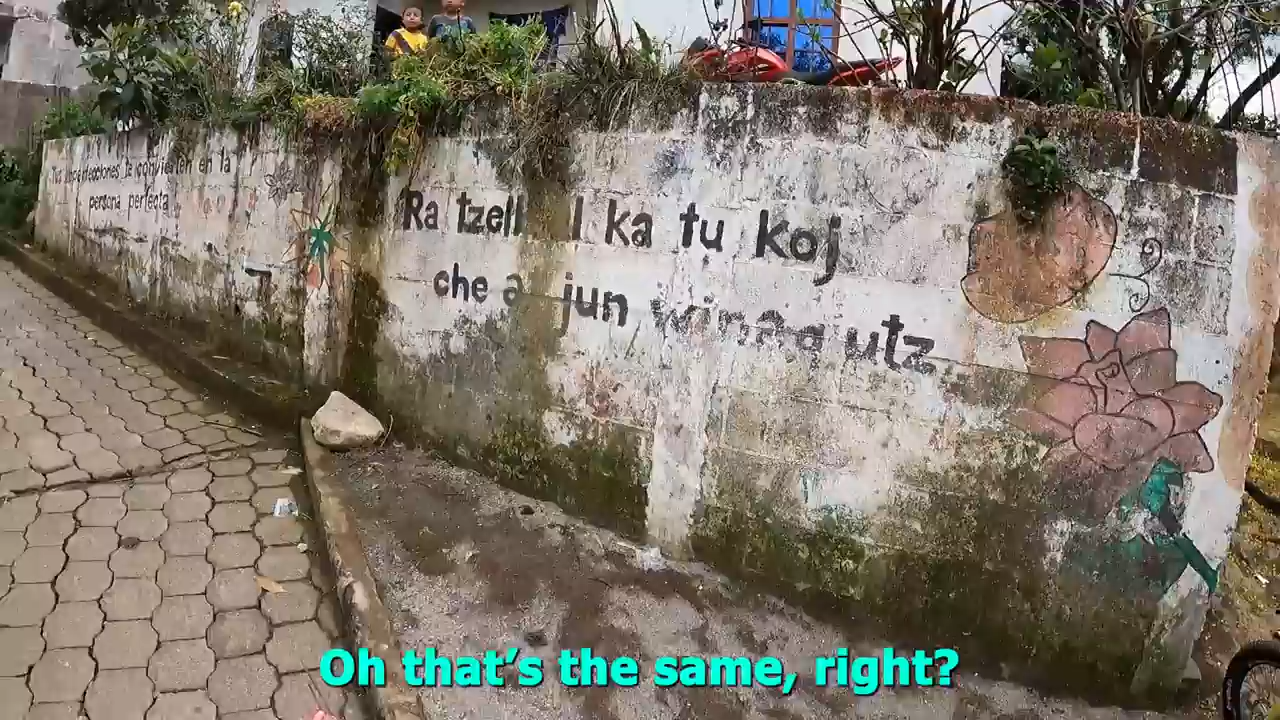 Tus imperfecciones te convierten en la
persona perfecta
Ra l ka tu koj
che a jun winaq utz
Oh that's the same, right?